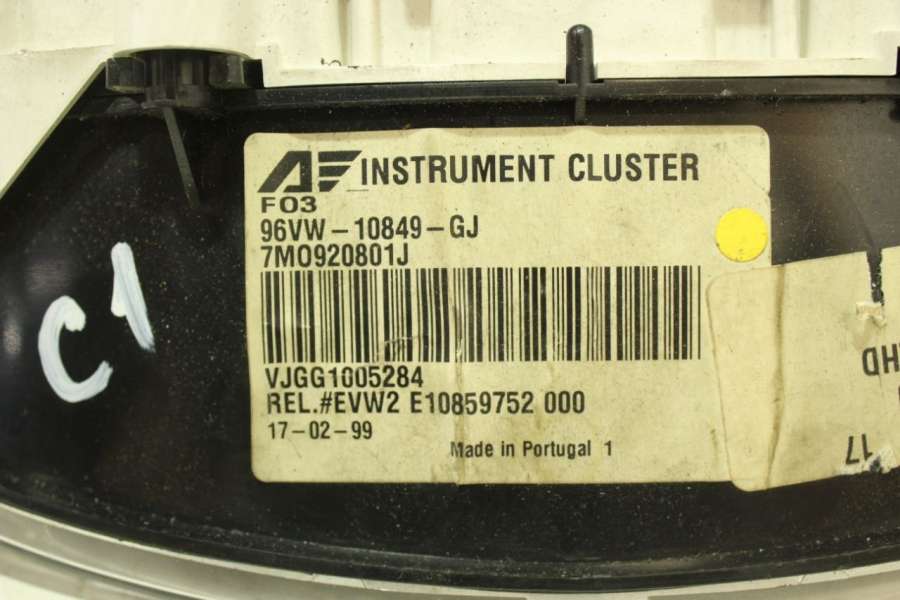 AF INSTRUMENT CLUSTER
F03
96VW-10849-GJ
7M0920801J
VJGG1005284
REL.#EVW2 E10859752 000
17-02-99
Made in Portugal 1
C1
HD
17